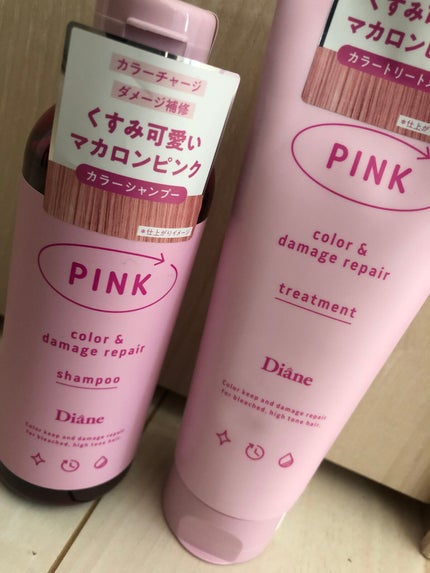 カラーチャージ
ダメージ補修
くすみ可愛い
マカロンピンク
カラーシャンプー
*仕上がりイメージ
PINK
color &
damage repair
shampoo
Diâne
Color keep and damage repair
for bleached, high tone hair.
くすみ
マカロンピ
カラートリート
*仕上が
PINK
color &
damage repair
treatment
Diâne
Color keep and damage repair
for bleached, high tone hair.